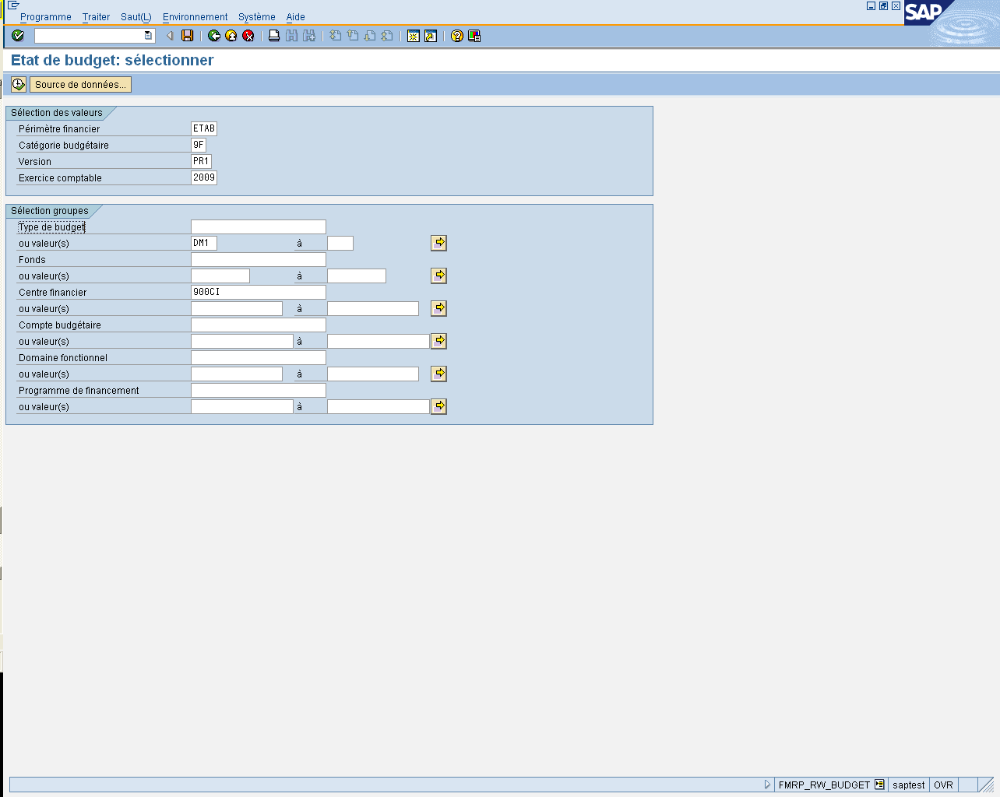 Programme Traiter Saut(L) Environnement Système Aide
SAP
Etat de budget: sélectionner
Source de données...
Sélection des valeurs
Périmètre financier ETAB
Catégorie budgétaire 9F
Version PR1
Exercice comptable 2009
Sélection groupes
Type de budget
ou valeur(s) DM1 à
Fonds
ou valeur(s) à
Centre financier 900CI
ou valeur(s) à
Compte budgétaire
ou valeur(s) à
Domaine fonctionnel
ou valeur(s) à
Programme de financement
ou valeur(s) à
FMRP_RW_BUDGET saptest OVR